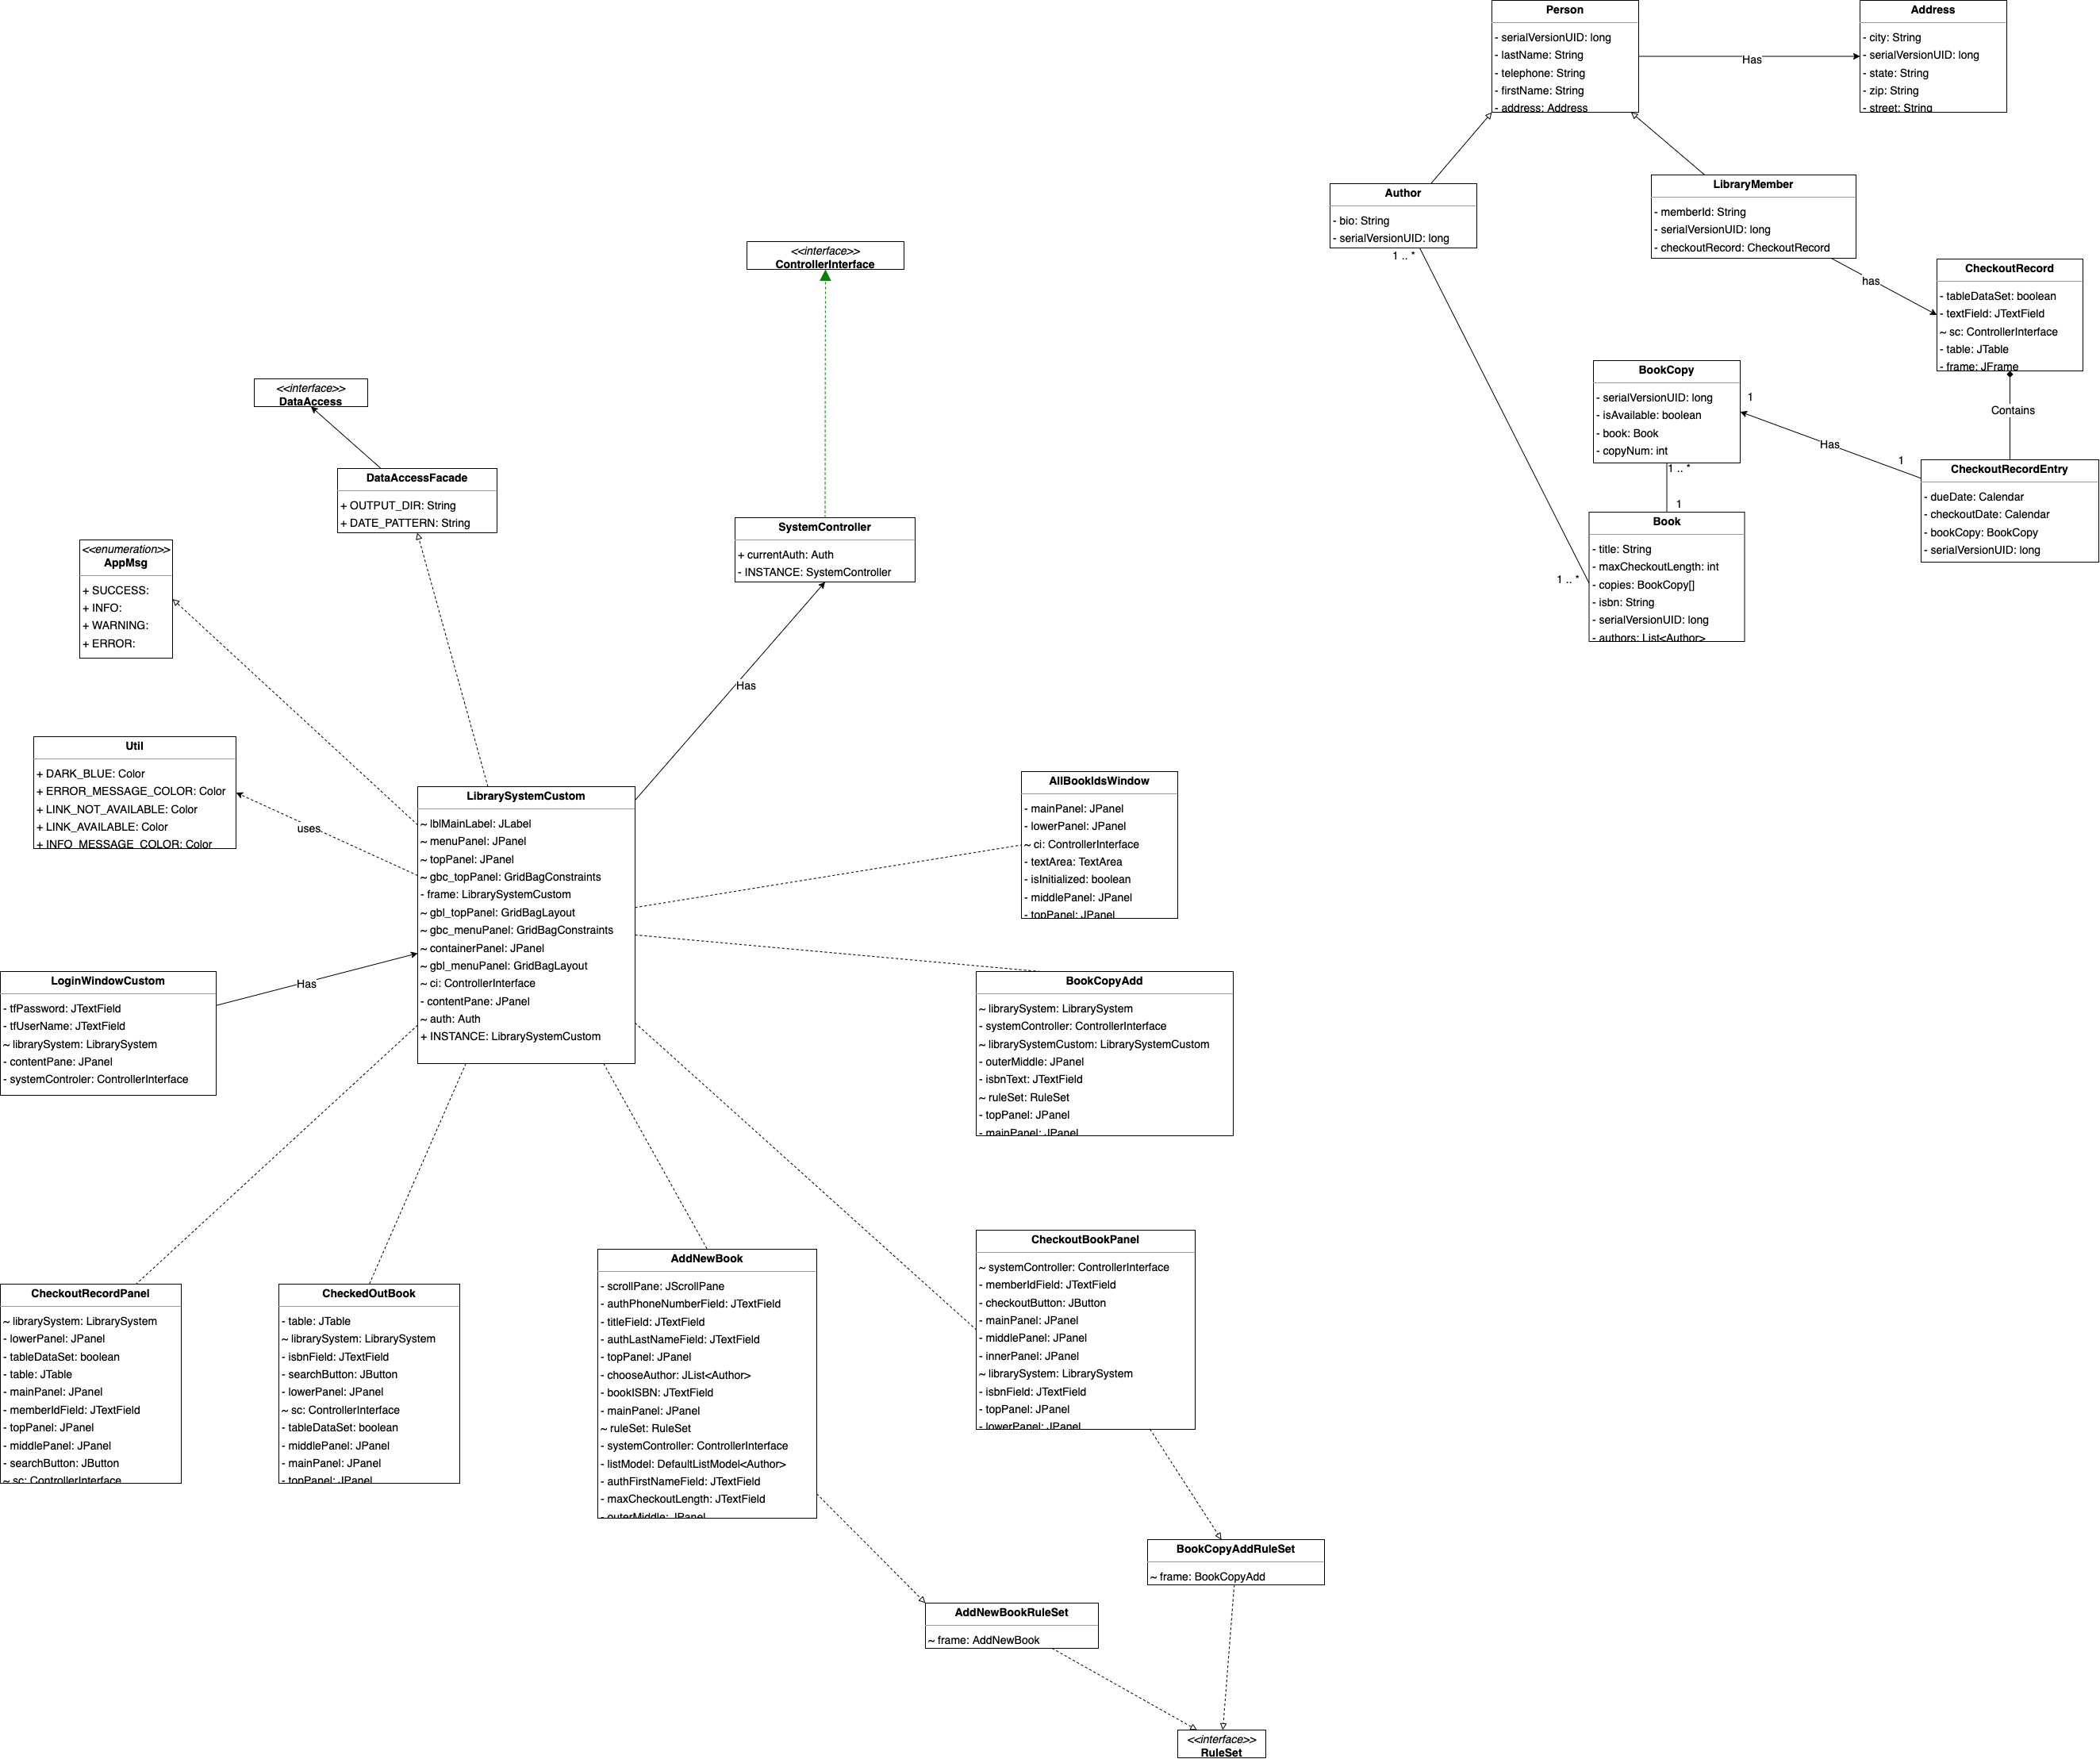 Person
- serialVersionUID: long
- lastName: String
- telephone: String
- firstName: String
- address: Address
Has
Address
- city: String
- serialVersionUID: long
- state: String
- zip: String
- street: String
Author
- bio: String
- serialVersionUID: long
1 .. *
LibraryMember
- memberId: String
- serialVersionUID: long
- checkoutRecord: CheckoutRecord
has
CheckoutRecord
- tableDataSet: boolean
- textField: JTextField
~ sc: ControllerInterface
- table: JTable
- frame: JFrame
Contains
BookCopy
- serialVersionUID: long
- isAvailable: boolean
- book: Book
- copyNum: int
1
Has
1
1 .. *
1
CheckoutRecordEntry
- dueDate: Calendar
- checkoutDate: Calendar
- bookCopy: BookCopy
- serialVersionUID: long
Book
- title: String
- maxCheckoutLength: int
- copies: BookCopy[]
- isbn: String
- serialVersionUID: long
- authors: List<Author>
1 .. *
<<interface>>
ControllerInterface
<<interface>>
DataAccess
DataAccessFacade
+ OUTPUT_DIR: String
+ DATE_PATTERN: String
SystemController
+ currentAuth: Auth
- INSTANCE: SystemController
<<enumeration>>
AppMsg
+ SUCCESS:
+ INFO:
+ WARNING:
+ ERROR:
Has
Util
+ DARK_BLUE: Color
+ ERROR_MESSAGE_COLOR: Color
+ LINK_NOT_AVAILABLE: Color
+ LINK_AVAILABLE: Color
+ INFO_MESSAGE_COLOR: Color
uses
LibrarySystemCustom
~ lblMainLabel: JLabel
~ menuPanel: JPanel
~ topPanel: JPanel
~ gbc_topPanel: GridBagConstraints
- frame: LibrarySystemCustom
~ gbl_topPanel: GridBagLayout
~ gbc_menuPanel: GridBagConstraints
~ containerPanel: JPanel
~ gbl_menuPanel: GridBagLayout
~ ci: ControllerInterface
- contentPane: JPanel
~ auth: Auth
+ INSTANCE: LibrarySystemCustom
AllBookIdsWindow
- mainPanel: JPanel
- lowerPanel: JPanel
~ ci: ControllerInterface
- textArea: TextArea
- isInitialized: boolean
- middlePanel: JPanel
- topPanel: JPanel
LoginWindowCustom
- tfPassword: JTextField
- tfUserName: JTextField
~ librarySystem: LibrarySystem
- contentPane: JPanel
- systemControler: ControllerInterface
Has
BookCopyAdd
~ librarySystem: LibrarySystem
- systemController: ControllerInterface
~ librarySystemCustom: LibrarySystemCustom
- outerMiddle: JPanel
- isbnText: JTextField
~ ruleSet: RuleSet
- topPanel: JPanel
- mainPanel: JPanel
CheckoutRecordPanel
~ librarySystem: LibrarySystem
- lowerPanel: JPanel
- tableDataSet: boolean
- table: JTable
- mainPanel: JPanel
- memberIdField: JTextField
- topPanel: JPanel
- middlePanel: JPanel
- searchButton: JButton
~ sc: ControllerInterface
CheckedOutBook
- table: JTable
~ librarySystem: LibrarySystem
- isbnField: JTextField
- searchButton: JButton
- lowerPanel: JPanel
~ sc: ControllerInterface
- tableDataSet: boolean
- middlePanel: JPanel
- mainPanel: JPanel
- topPanel: JPanel
AddNewBook
- scrollPane: JScrollPane
- authPhoneNumberField: JTextField
- titleField: JTextField
- authLastNameField: JTextField
- topPanel: JPanel
- chooseAuthor: JList<Author>
- bookISBN: JTextField
- mainPanel: JPanel
~ ruleSet: RuleSet
- systemController: ControllerInterface
- listModel: DefaultListModel<Author>
- authFirstNameField: JTextField
- maxCheckoutLength: JTextField
- outerMiddle: JPanel
CheckoutBookPanel
~ systemController: ControllerInterface
- memberIdField: JTextField
- checkoutButton: JButton
- mainPanel: JPanel
- middlePanel: JPanel
- innerPanel: JPanel
~ librarySystem: LibrarySystem
- isbnField: JTextField
- topPanel: JPanel
- lowerPanel: JPanel
BookCopyAddRuleSet
~ frame: BookCopyAdd
AddNewBookRuleSet
~ frame: AddNewBook
<<interface>>
RuleSet